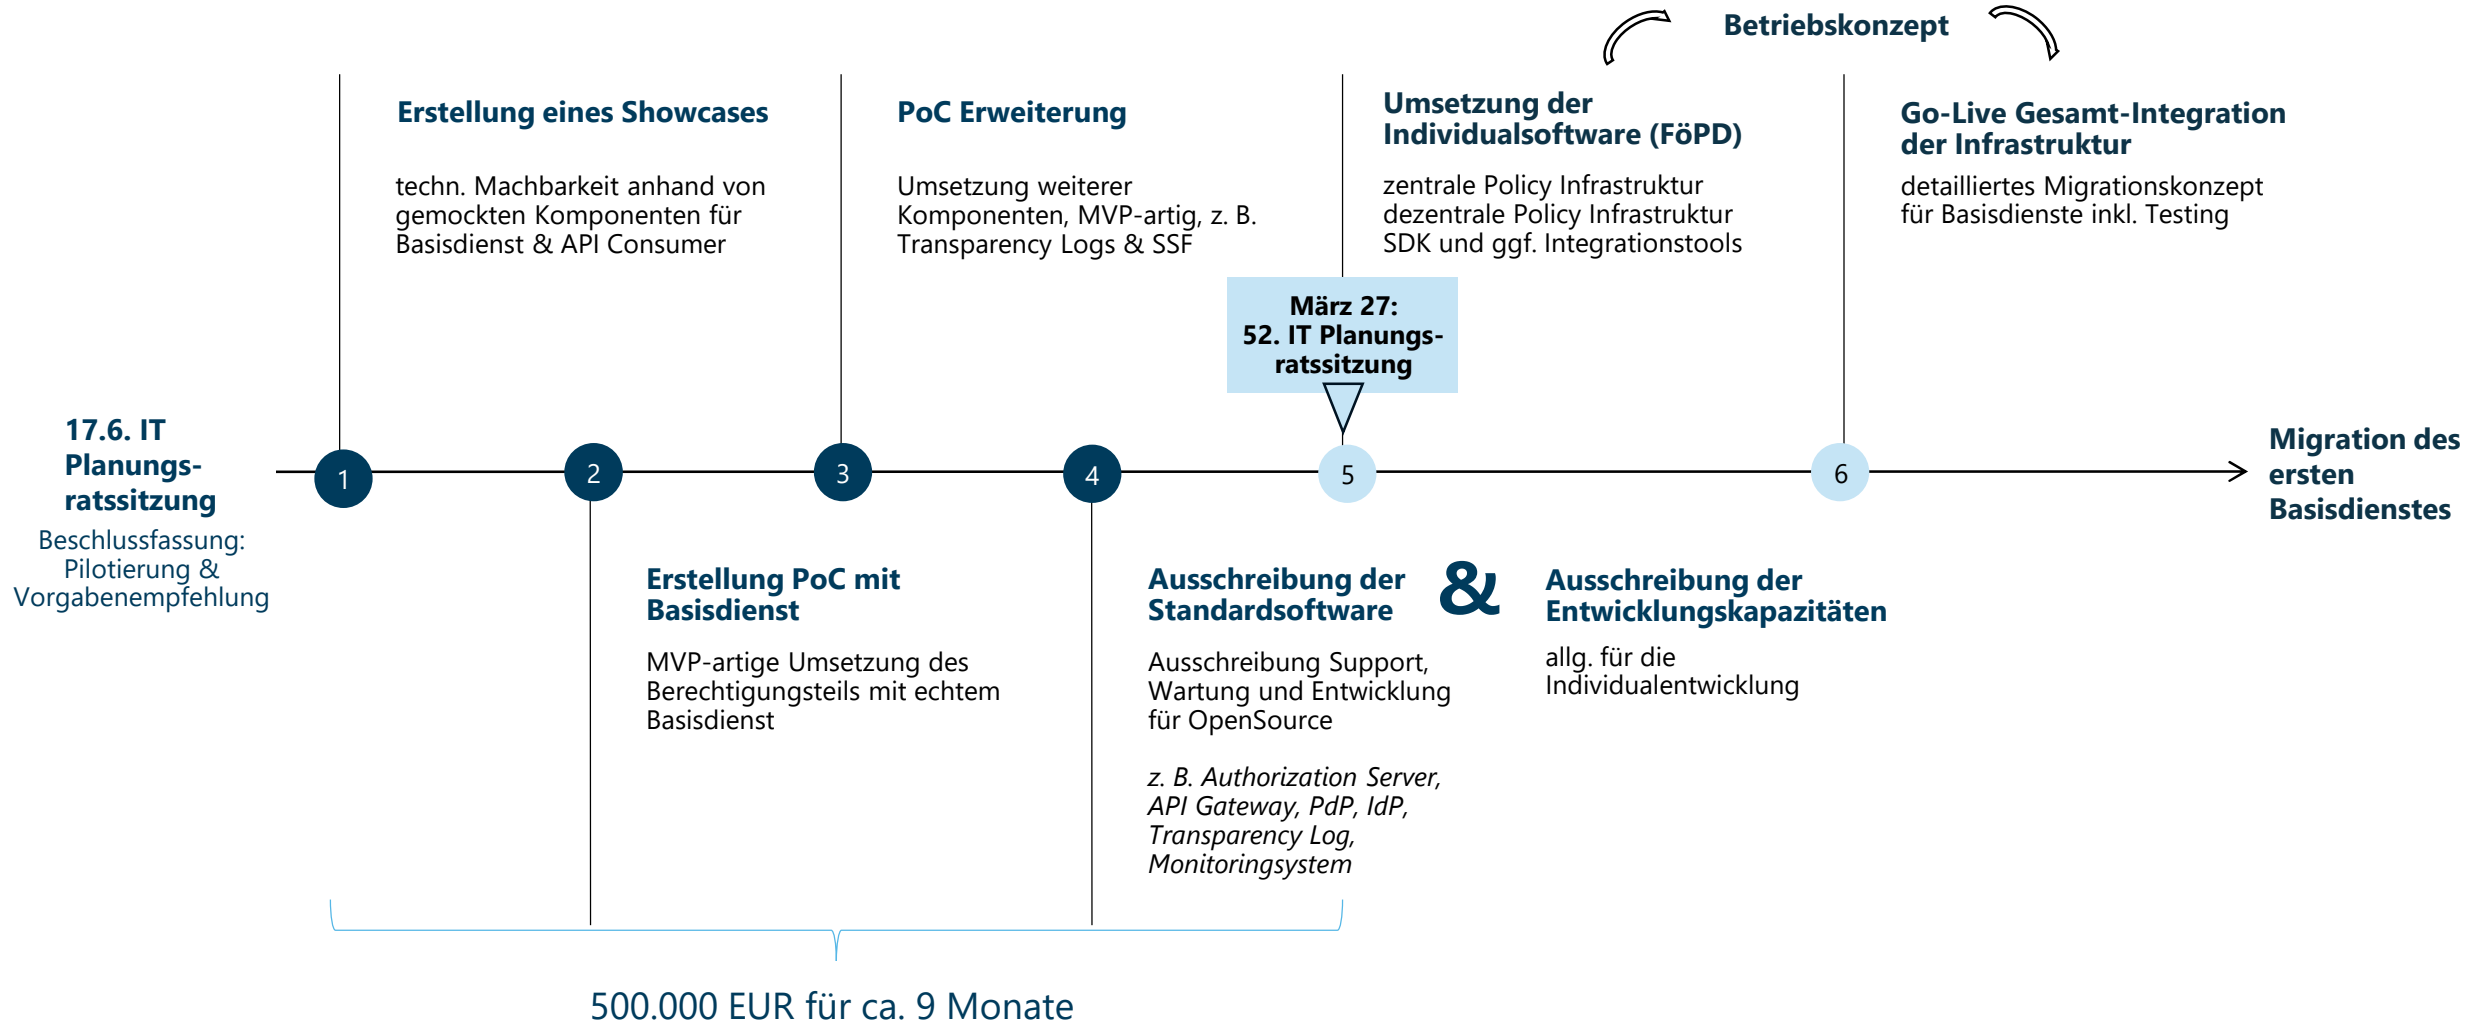 Betriebskonzept
Erstellung eines Showcases
techn. Machbarkeit anhand von
gemockten Komponenten für
Basisdienst & API Consumer
PoC Erweiterung
Umsetzung weiterer
Komponenten, MVP-artig, z. B.
Transparency Logs & SSF
Umsetzung der
Individualsoftware (FöPD)
zentrale Policy Infrastruktur
dezentrale Policy Infrastruktur
SDK und ggf. Integrationstools
Go-Live Gesamt-Integration
der Infrastruktur
detailliertes Migrationskonzept
für Basisdienste inkl. Testing
März 27:
52. IT Planungs-
ratssitzung
17.6. IT
Planungs-
ratssitzung
Beschlussfassung:
Pilotierung &
Vorgabenempfehlung
1
2
3
4
5
6
Migration des
ersten
Basisdienstes
Erstellung PoC mit
Basisdienst
MVP-artige Umsetzung des
Berechtigungsteils mit echtem
Basisdienst
Ausschreibung der
Standardsoftware
Ausschreibung Support,
Wartung und Entwicklung
für OpenSource
z. B. Authorization Server,
API Gateway, PdP, IdP,
Transparency Log,
Monitoringsystem
&
Ausschreibung der
Entwicklungskapazitäten
allg. für die
Individualentwicklung
500.000 EUR für ca. 9 Monate